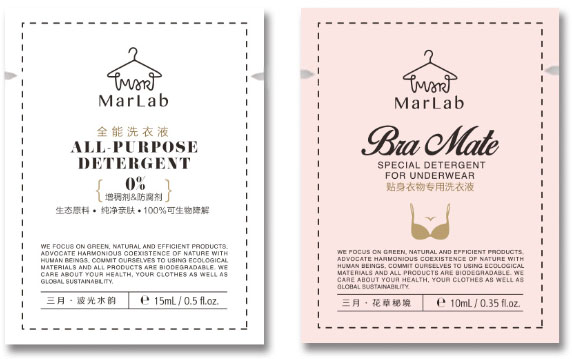 mar
MarLab
全能洗衣液
ALL-PURPOSE
DETERGENT
0%
增稠剂&防腐剂
生态原料 • 纯净亲肤 • 100%可生物降解
WE FOCUS ON GREEN, NATURAL AND EFFICIENT PRODUCTS,
ADVOCATE HARMONIOUS COEXISTENCE OF NATURE WITH
HUMAN BEINGS, COMMIT OURSELVES TO USING ECOLOGICAL
MATERIALS AND ALL PRODUCTS ARE BIODEGRADABLE. WE
CARE ABOUT YOUR HEALTH, YOUR CLOTHES AS WELL AS
GLOBAL SUSTAINABILITY.
三月 · 波光水韵
℮ 15mL / 0.5 fl.oz.
mar
MarLab
Bra Mate
SPECIAL DETERGENT
FOR UNDERWEAR
贴身衣物专用洗衣液
WE FOCUS ON GREEN, NATURAL AND EFFICIENT PRODUCTS,
ADVOCATE HARMONIOUS COEXISTENCE OF NATURE WITH
HUMAN BEINGS, COMMIT OURSELVES TO USING ECOLOGICAL
MATERIALS AND ALL PRODUCTS ARE BIODEGRADABLE. WE
CARE ABOUT YOUR HEALTH, YOUR CLOTHES AS WELL AS
GLOBAL SUSTAINABILITY.
三月 · 花草秘境
℮ 10mL / 0.35 fl.oz.